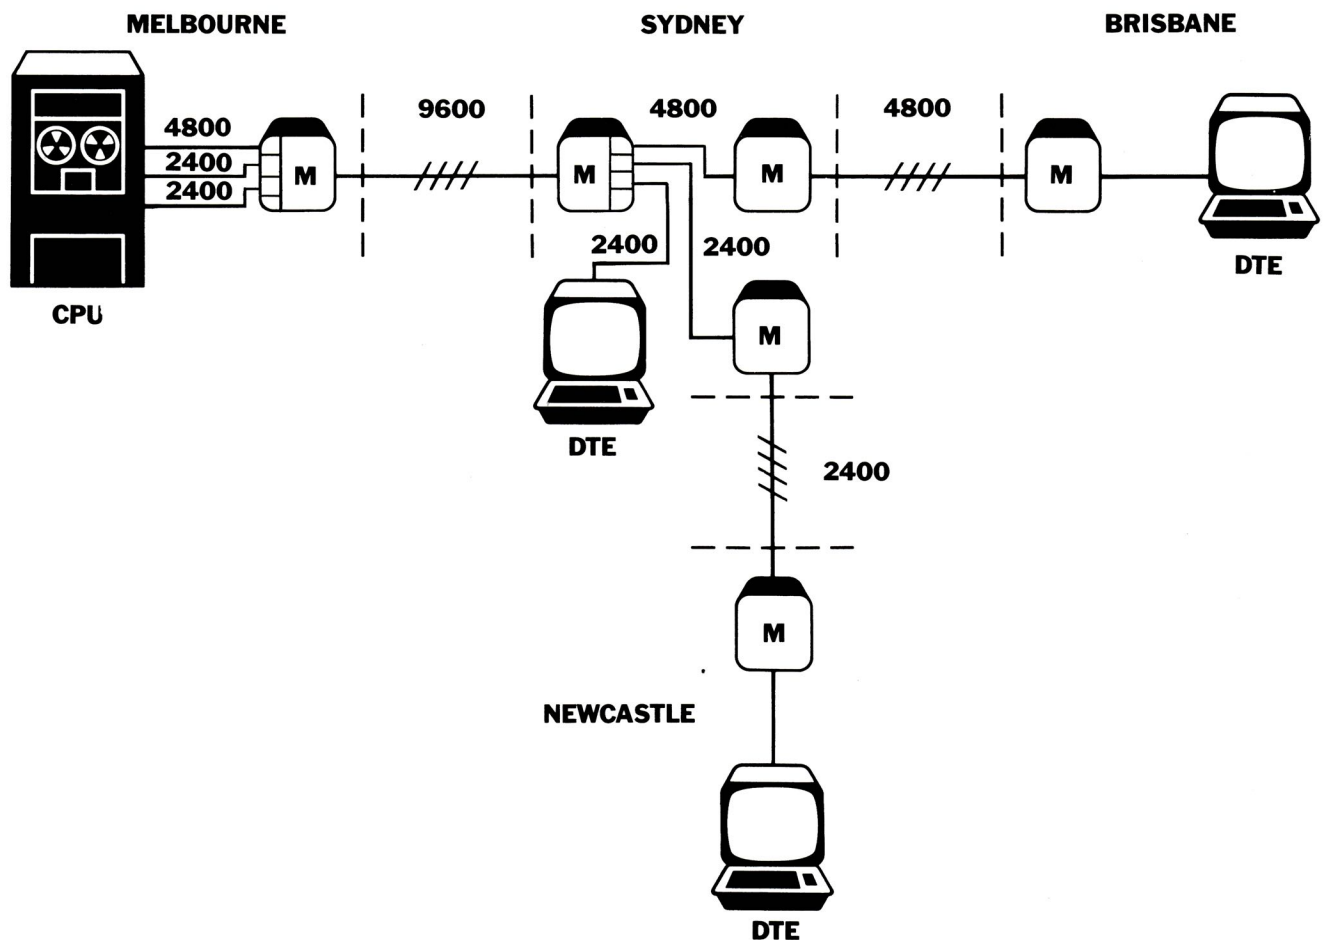 MELBOURNE
SYDNEY
BRISBANE
9600
4800
4800
4800
2400
2400
M
M
M
M
2400
2400
DTE
CPU
M
DTE
2400
M
NEWCASTLE
DTE